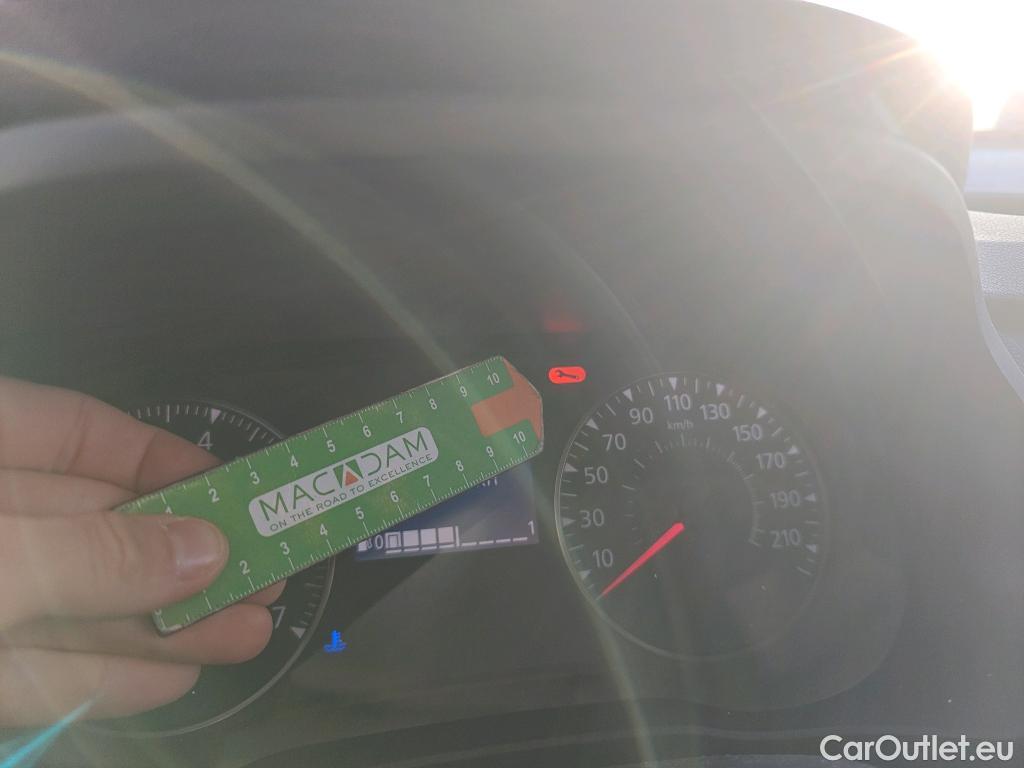 4
7
1 2 3 4 5 6 7 8 9 10
MACADAM
ON THE ROAD TO EXCELLENCE
2 3 4 5 6 7 8 9 10
0 1
10 30 50 70 90 110 130 150 170 190 210
km/h
CarOutlet.eu